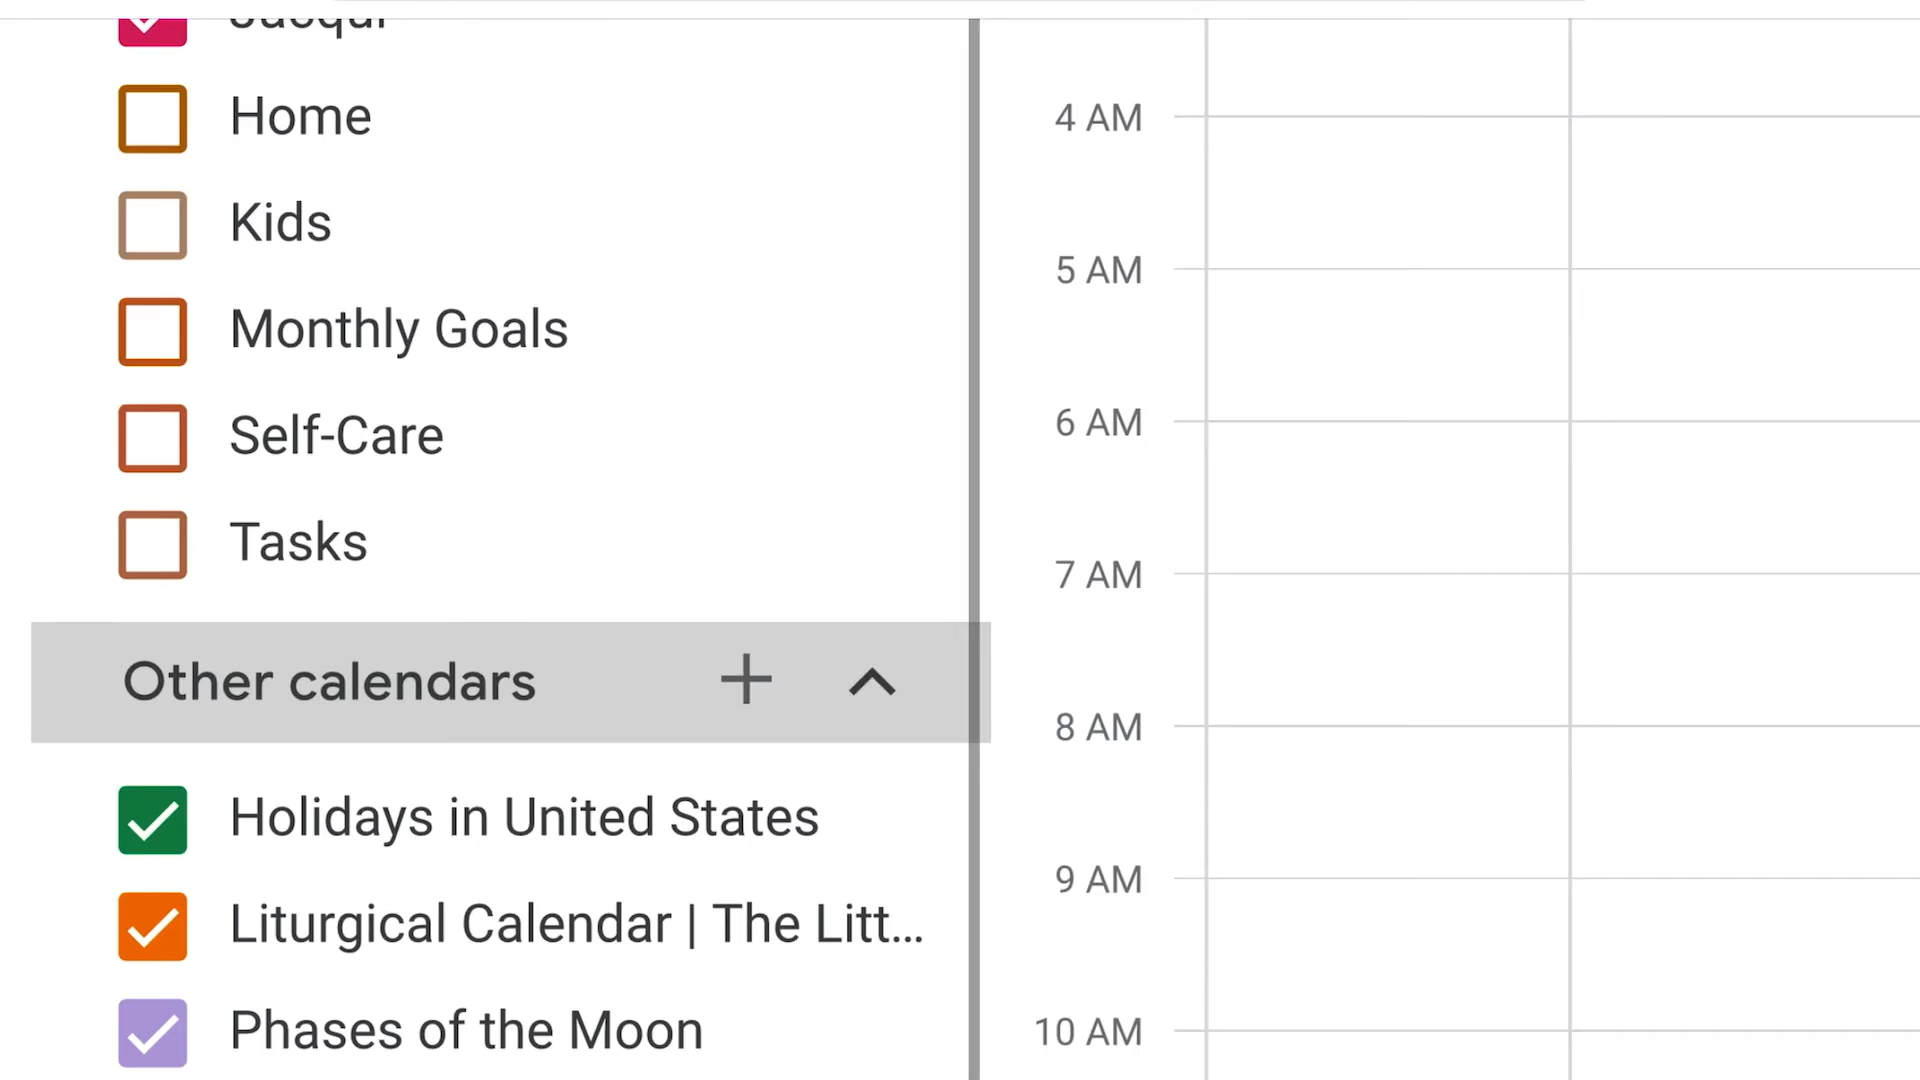 Jacqui
Home
Kids
Monthly Goals
Self-Care
Tasks
Other calendars
Holidays in United States
Liturgical Calendar | The Litt...
Phases of the Moon
4 AM
5 AM
6 AM
7 AM
8 AM
9 AM
10 AM